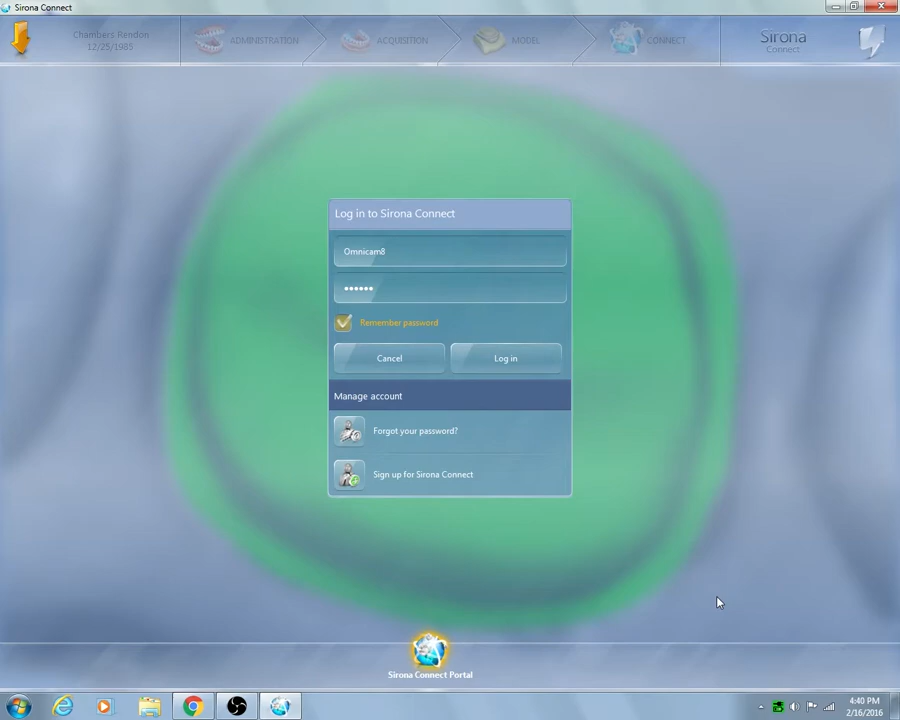 Sirona Connect
Chambers Rendon
12/25/1985
ADMINISTRATION
ACQUISITION
MODEL
CONNECT
Sirona
Connect
Log in to Sirona Connect
Omnicam8
••••••
Remember password
Cancel
Log in
Manage account
Forgot your password?
Sign up for Sirona Connect
Sirona Connect Portal
4:40 PM
2/16/2016